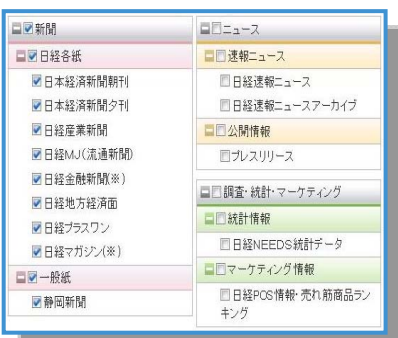 新聞
日経各紙
日本経済新聞朝刊
日本経済新聞夕刊
日経産業新聞
日経MJ(流通新聞)
日経金融新聞(※)
日経地方経済面
日経プラスワン
日経マガジン(※)
一般紙
静岡新聞
ニュース
速報ニュース
日経速報ニュース
日経速報ニュースアーカイブ
公開情報
プレスリリース
調査・統計・マーケティング
統計情報
日経NEEDS統計データ
マーケティング情報
日経POS情報・売れ筋商品ラン
キング